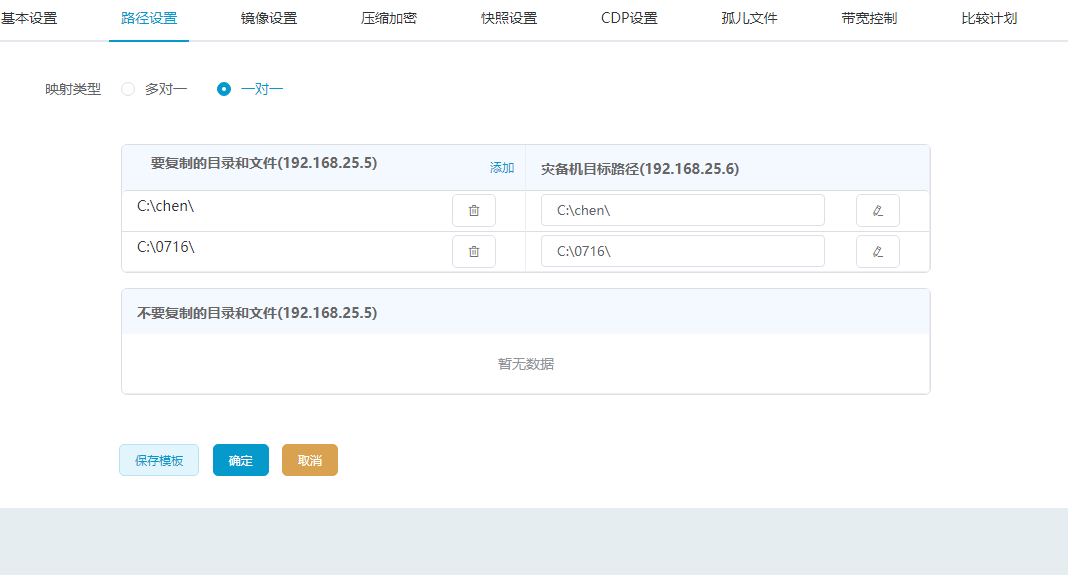 基本设置 路径设置 镜像设置 压缩加密 快照设置 CDP设置 孤儿文件 带宽控制 比较计划
映射类型 多对一 一对一
要复制的目录和文件(192.168.25.5) 添加 灾备机目标路径(192.168.25.6)
C:\chen\ C:\chen\
C:\0716\ C:\0716\
不要复制的目录和文件(192.168.25.5)
暂无数据
保存模板 确定 取消